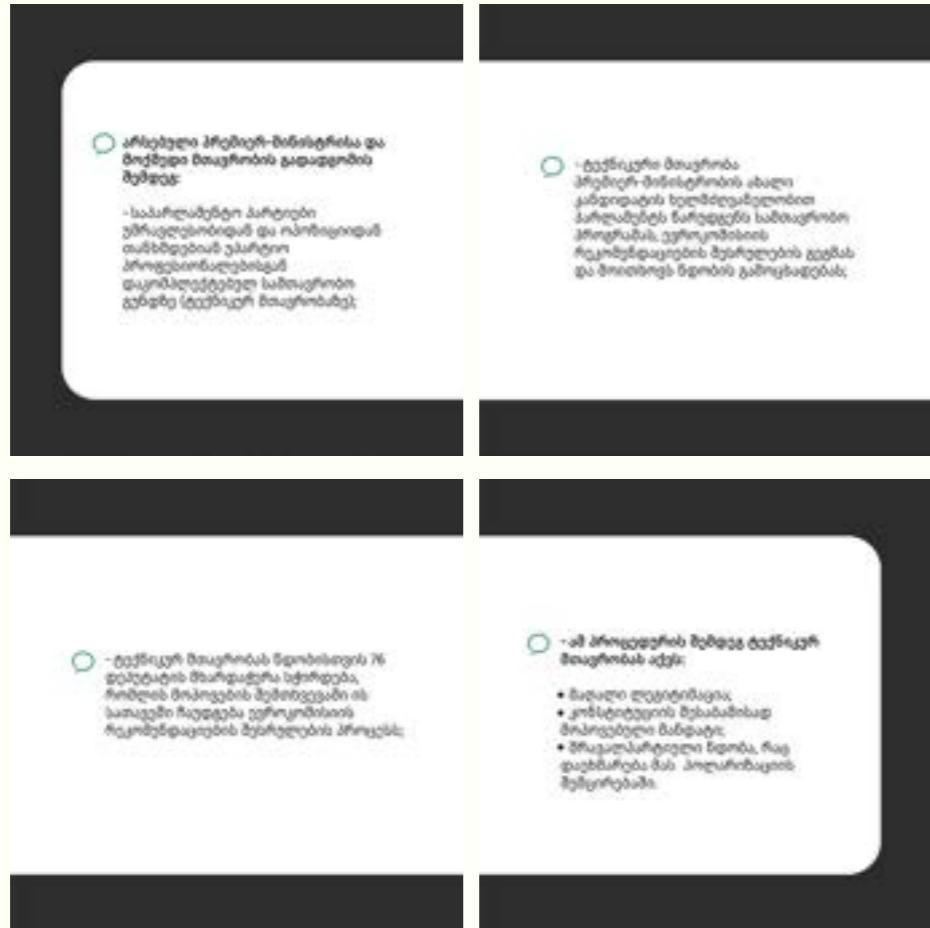 არსებული პრემიერ-მინისტრისა და
მოქმედი მთავრობის გადადგომის
შემდეგ:
- საპარლამენტო პარტიები
უმრავლესობიდან და ოპოზიციიდან
თანხმდებიან უპარტიო
პროფესიონალებისგან
დაკომპლექტებულ სამთავრობო
გუნდზე (ტექნიკურ მთავრობაზე);
- ტექნიკური მთავრობა
პრემიერ-მინისტრობის ახალი
კანდიდატის ხელმძღვანელობით
პარლამენტს წარუდგენს სამთავრობო
პროგრამას, ევროკომისიის
რეკომენდაციების შესრულების გეგმას
და მოითხოვს ნდობის გამოცხადებას;
- ტექნიკურ მთავრობას ნდობისთვის 76
დეპუტატის მხარდაჭერა სჭირდება,
რომლის მოპოვების შემთხვევაში ის
სათავეში ჩაუდგება ევროკომისიის
რეკომენდაციების შესრულების პროცესს;
- ამ პროცედურის შემდეგ ტექნიკურ
მთავრობას აქვს:
• მაღალი ლეგიტიმაცია;
• კონსტიტუციის შესაბამისად
მოპოვებული მანდატი;
• მრავალპარტიული ნდობა, რაც
დაეხმარება მას პოლარიზაციის
შემცირებაში.